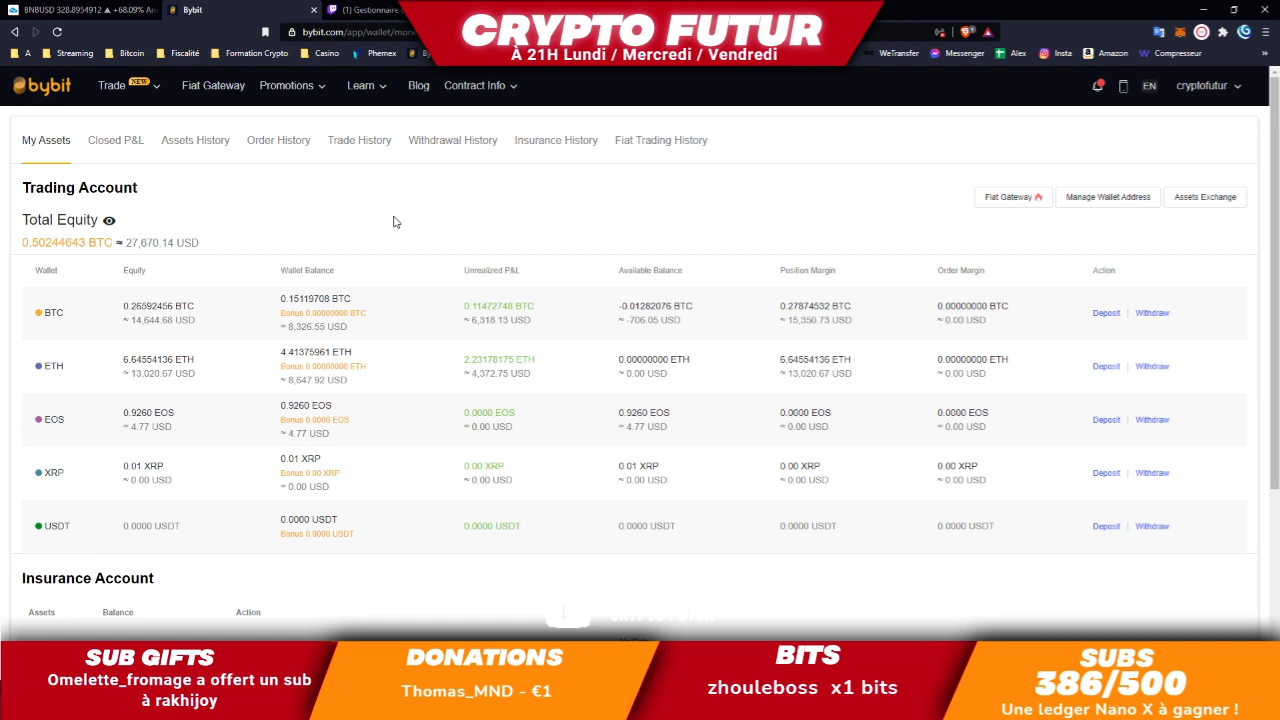 BNBUSD 328.8954912 ▲ +68.09% An
Bybit
Gestionnaire
bybit.com/app/wallet/mon
CRYPTO FUTUR
À 21H Lundi / Mercredi / Vendredi
A
Streaming
Bitcoin
Fiscalité
Formation Crypto
Casino
Phemex
WeTransfer
Messenger
Alex
Insta
Amazon
Compresseur
BYBIT
Trade NEW
Fiat Gateway
Promotions
Learn
Blog
Contract Info
EN
cryptofutur
My Assets
Closed P&L
Assets History
Order History
Trade History
Withdrawal History
Insurance History
Fiat Trading History
Trading Account
Fiat Gateway
Manage Wallet Address
Assets Exchange
Total Equity
0.50244643 BTC ≈ 27,670.14 USD
Wallet Equity Wallet Balance Unrealized P&L Available Balance Position Margin Order Margin Action
BTC
0.26592456 BTC
≈ 14,644.68 USD
0.15119708 BTC
Bonus 0.00000000 BTC
≈ 8,326.55 USD
0.11472748 BTC
≈ 6,318.13 USD
-0.01282076 BTC
≈ -706.05 USD
0.27874532 BTC
≈ 15,350.73 USD
0.00000000 BTC
≈ 0.00 USD
Deposit | Withdraw
ETH
6.64554136 ETH
≈ 13,020.67 USD
4.41375961 ETH
Bonus 0.00000000 ETH
≈ 8,647.92 USD
2.23178175 ETH
≈ 4,372.75 USD
0.00000000 ETH
≈ 0.00 USD
6.64554136 ETH
≈ 13,020.67 USD
0.00000000 ETH
≈ 0.00 USD
Deposit | Withdraw
EOS
0.9260 EOS
≈ 4.77 USD
0.9260 EOS
Bonus 0.0000 EOS
≈ 4.77 USD
0.0000 EOS
≈ 0.00 USD
0.9260 EOS
≈ 4.77 USD
0.0000 EOS
≈ 0.00 USD
0.0000 EOS
≈ 0.00 USD
Deposit | Withdraw
XRP
0.01 XRP
≈ 0.00 USD
0.01 XRP
Bonus 0.00 XRP
≈ 0.00 USD
0.00 XRP
≈ 0.00 USD
0.01 XRP
≈ 0.00 USD
0.00 XRP
≈ 0.00 USD
0.00 XRP
≈ 0.00 USD
Deposit | Withdraw
USDT
0.0000 USDT
0.0000 USDT
Bonus 0.0000 USDT
0.0000 USDT
0.0000 USDT
0.0000 USDT
0.0000 USDT
Deposit | Withdraw
Insurance Account
Assets Balance Action
SUB GIFTS
Omelette_fromage a offert un sub
à rakhijoy
DONATIONS
Thomas_MND - €1
BITS
zhouleboss x1 bits
SUBS
386/500
Une ledger Nano X à gagner !